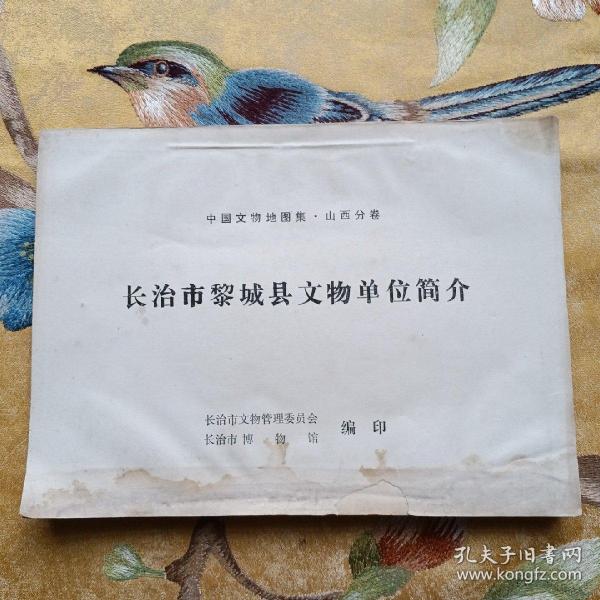 中国文物地图集·山西分卷
长治市黎城县文物单位简介
长治市文物管理委员会
长治市博物馆
编印
孔夫子旧书网
www.kongfz.com